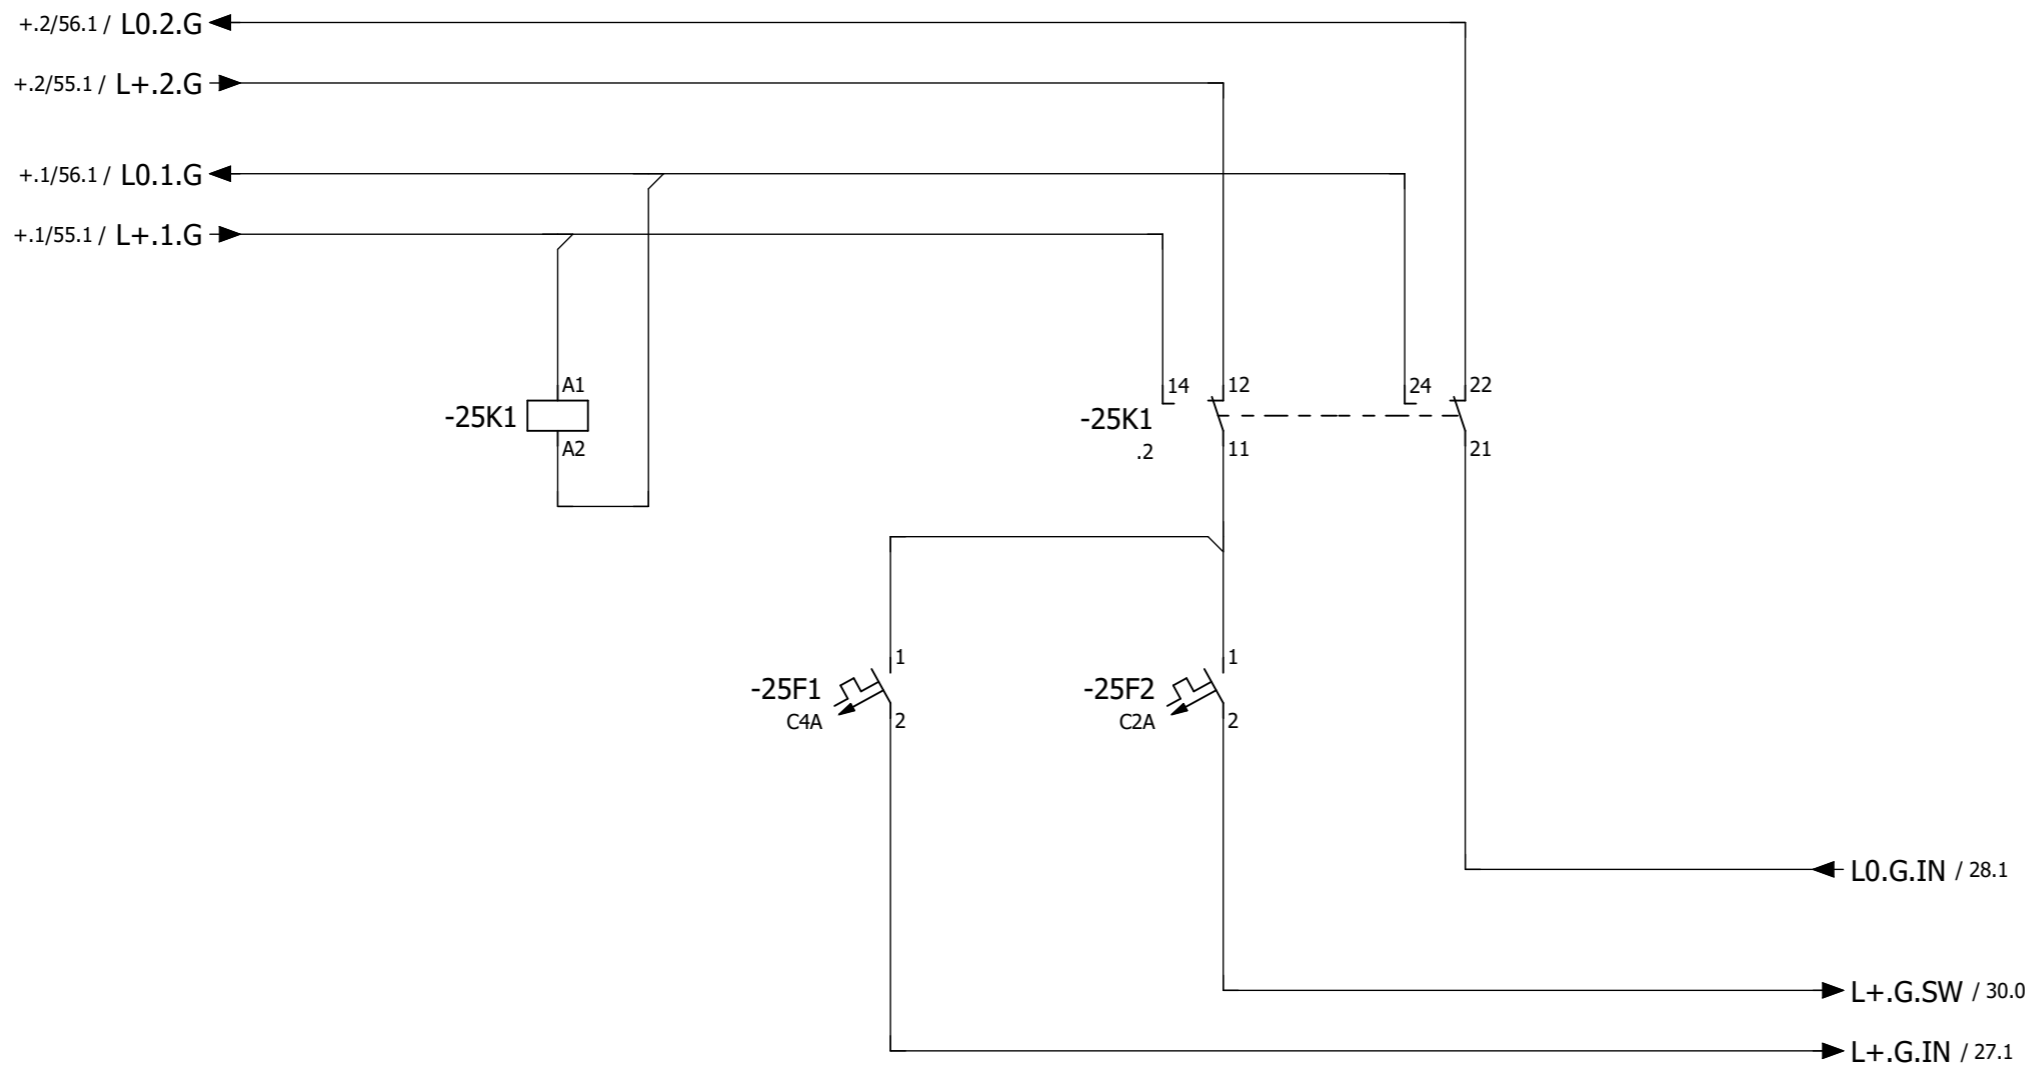 +.2/56.1 / L0.2.G
+.2/55.1 / L+.2.G
+.1/56.1 / L0.1.G
+.1/55.1 / L+.1.G
A1
-25K1
A2
14
12
24
22
-25K1
.2
11
21
1
-25F1
C4A
2
1
-25F2
C2A
2
L0.G.IN / 28.1
L+.G.SW / 30.0
L+.G.IN / 27.1